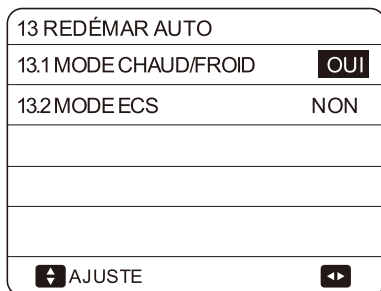 13 REDÉMAR AUTO
13.1 MODE CHAUD/FROID OUI
13.2 MODE ECS NON
AJUSTE